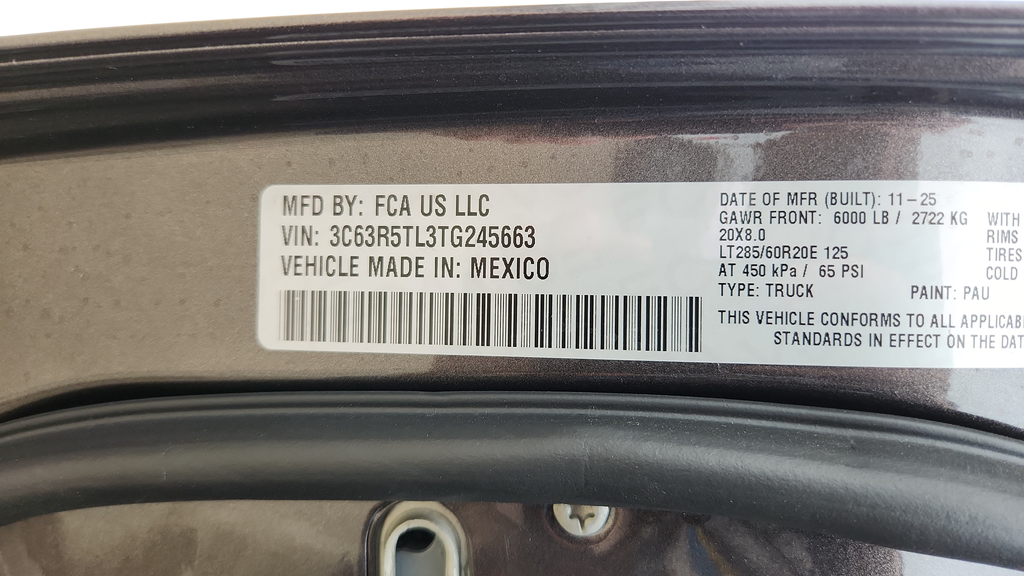 MFD BY: FCA US LLC
VIN: 3C63R5TL3TG245663
VEHICLE MADE IN: MEXICO
DATE OF MFR (BUILT): 11-25
GAWR FRONT: 6000 LB / 2722 KG WITH
20X8.0 RIMS
LT285/60R20E 125 TIRES
AT 450 kPa / 65 PSI COLD
TYPE: TRUCK PAINT: PAU
THIS VEHICLE CONFORMS TO ALL APPLICAB
STANDARDS IN EFFECT ON THE DAT